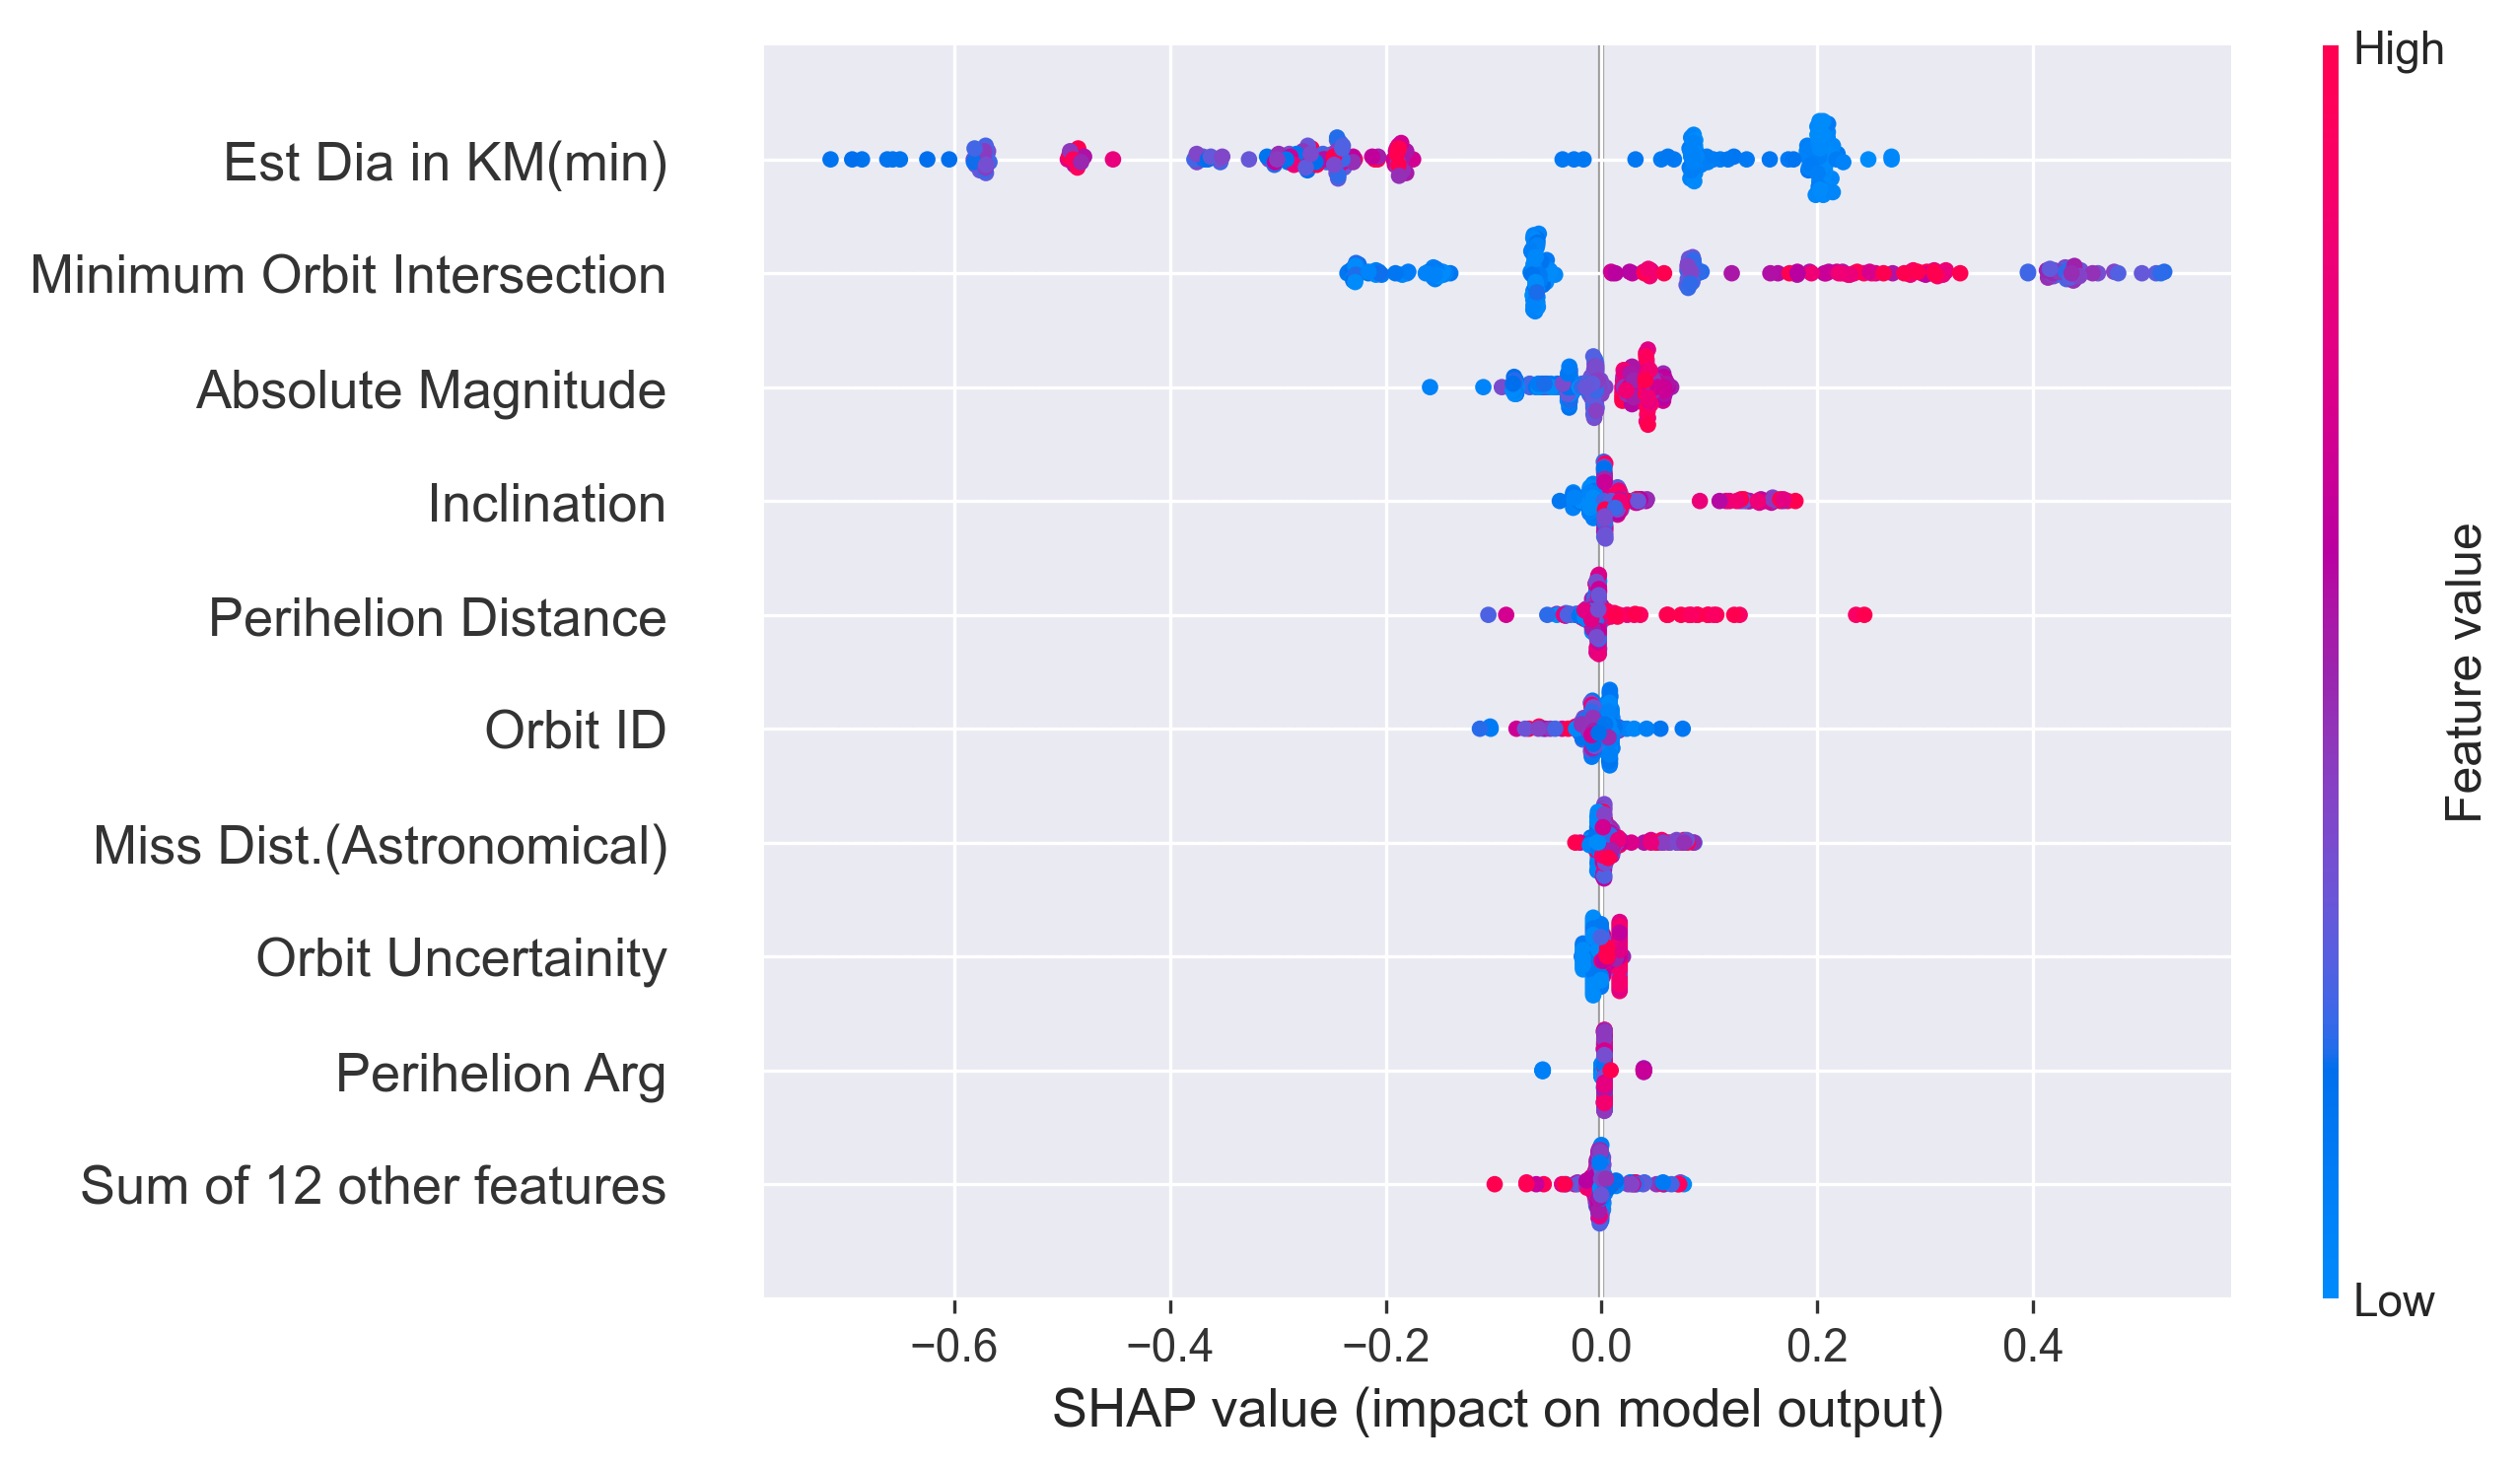 High
Est Dia in KM(min)
Minimum Orbit Intersection
Absolute Magnitude
Inclination
Perihelion Distance
Orbit ID
Miss Dist.(Astronomical)
Orbit Uncertainity
Perihelion Arg
Sum of 12 other features
Feature value
Low
−0.6 −0.4 −0.2 0.0 0.2 0.4
SHAP value (impact on model output)